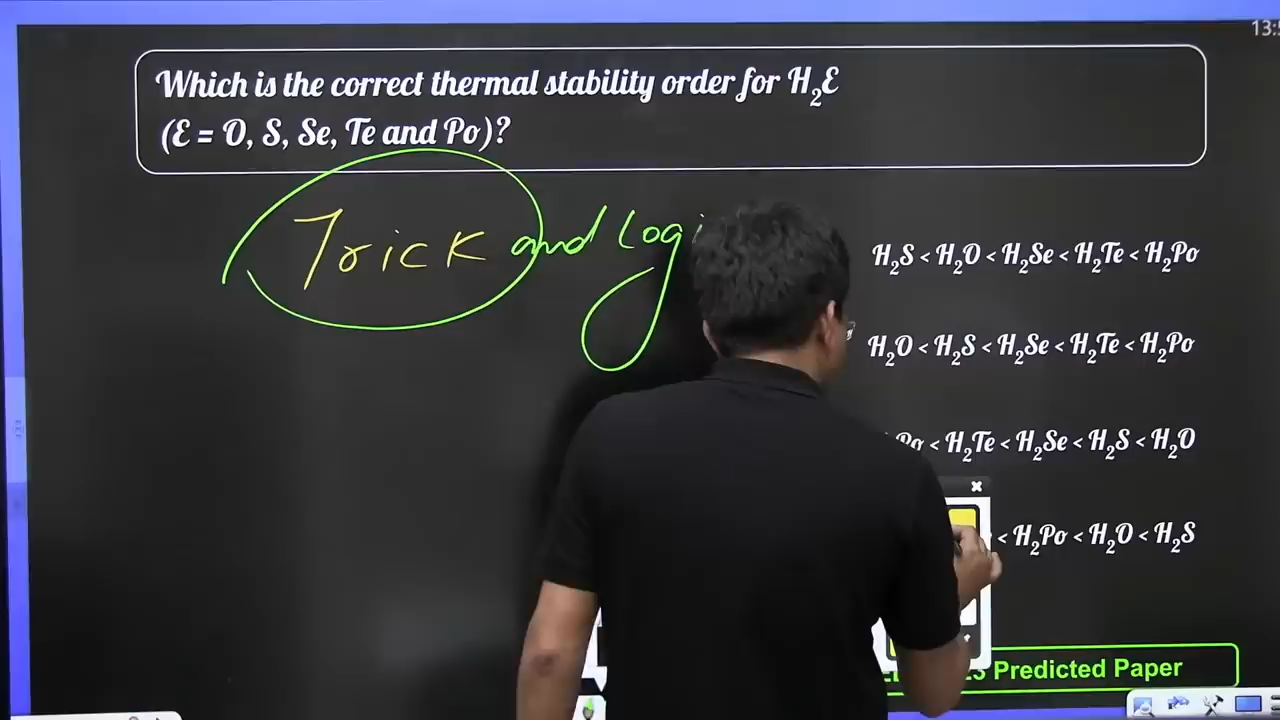 13:5
Which is the correct thermal stability order for H₂E
(E = O, S, Se, Te and Po)?
Trick and Logi
H₂S < H₂O < H₂Se < H₂Te < H₂Po
H₂O < H₂S < H₂Se < H₂Te < H₂Po
Po < H₂Te < H₂Se < H₂S < H₂O
< H₂Po < H₂O < H₂S
Predicted Paper